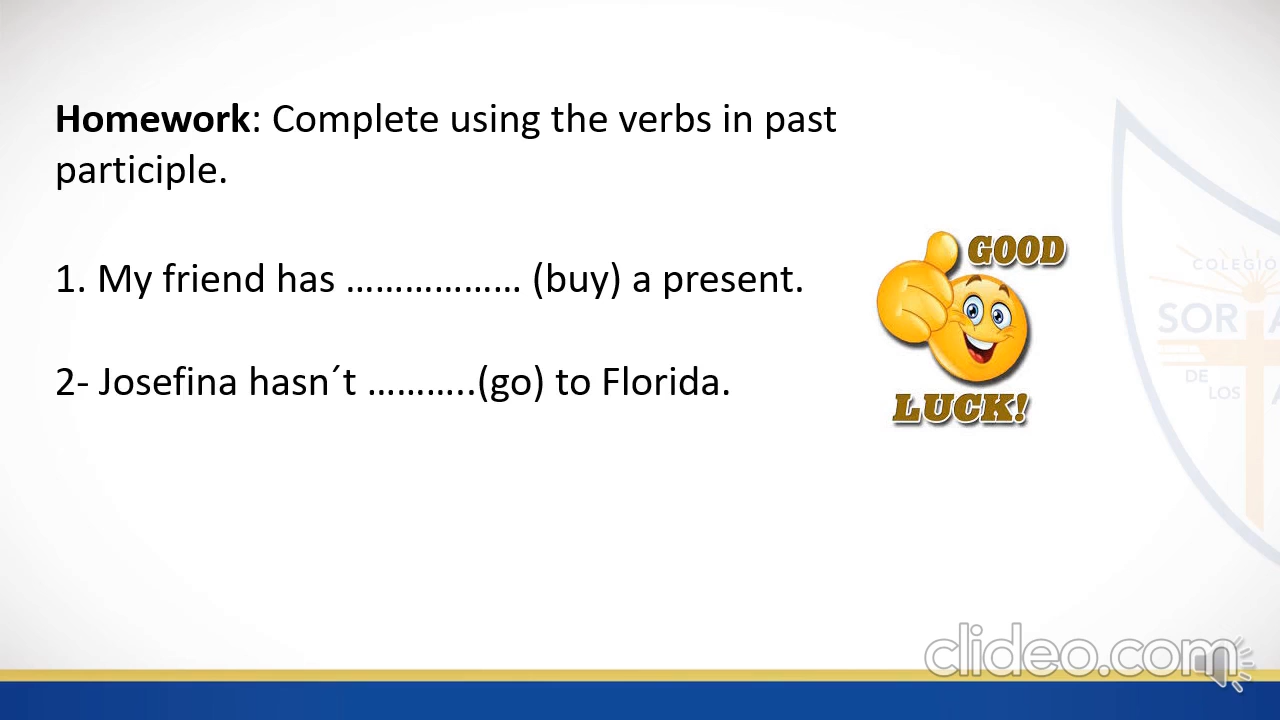 Homework: Complete using the verbs in past
participle.
1. My friend has ……………… (buy) a present.
2- Josefina hasn´t ………..(go) to Florida.
GOOD
LUCK!
COLEGIO
SOR
DE
LOS
clideo.com